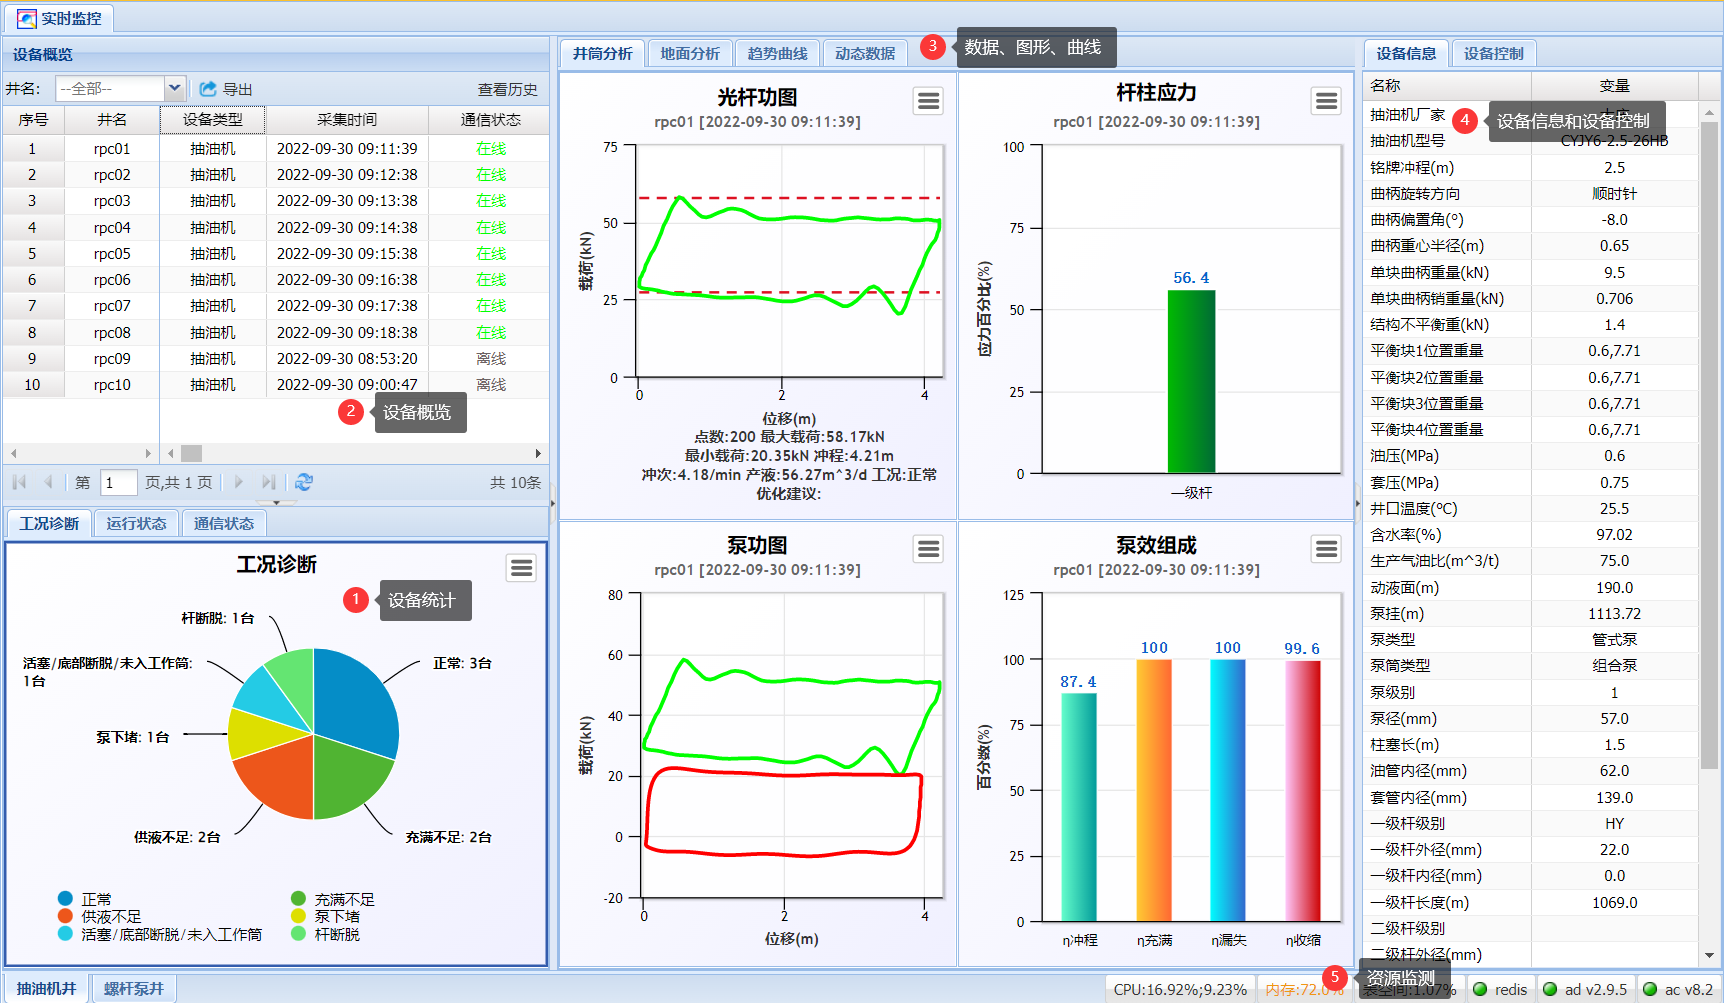 实时监控
设备概览
井名: --全部-- 导出 查看历史
序号 井名 设备类型 采集时间 通信状态
1 rpc01 抽油机 2022-09-30 09:11:39 在线
2 rpc02 抽油机 2022-09-30 09:12:38 在线
3 rpc03 抽油机 2022-09-30 09:13:38 在线
4 rpc04 抽油机 2022-09-30 09:14:38 在线
5 rpc05 抽油机 2022-09-30 09:15:38 在线
6 rpc06 抽油机 2022-09-30 09:16:38 在线
7 rpc07 抽油机 2022-09-30 09:17:38 在线
8 rpc08 抽油机 2022-09-30 09:18:38 在线
9 rpc09 抽油机 2022-09-30 08:53:20 离线
10 rpc10 抽油机 2022-09-30 09:00:47 离线
2 设备概览
第 1 页,共 1 页 共 10条
工况诊断 运行状态 通信状态
工况诊断
1 设备统计
杆断脱: 1台
活塞/底部断脱/未入工作筒:
1台
正常: 3台
泵下堵: 1台
供液不足: 2台
充满不足: 2台
正常 充满不足
供液不足 泵下堵
活塞/底部断脱/未入工作筒 杆断脱
井筒分析 地面分析 趋势曲线 动态数据
3 数据、图形、曲线
光杆功图
rpc01 [2022-09-30 09:11:39]
75
50
25
0
载荷(kN)
0 2 4
位移(m)
点数:200 最大载荷:58.17kN
最小载荷:20.35kN 冲程:4.21m
冲次:4.18/min 产液:56.27m^3/d 工况:正常
优化建议:
杆柱应力
rpc01 [2022-09-30 09:11:39]
100
75
50
25
0
应力百分比(%)
56.4
一级杆
泵功图
rpc01 [2022-09-30 09:11:39]
80
60
40
20
0
-20
载荷(kN)
0 2 4
位移(m)
泵效组成
rpc01 [2022-09-30 09:11:39]
125
100
75
50
25
0
百分数(%)
87.4 100 100 99.6
η冲程 η充满 η漏失 η收缩
设备信息 设备控制
名称 变量
抽油机厂家
4 设备信息和设备控制
抽油机型号 CYJY6-2.5-26HB
铭牌冲程(m) 2.5
曲柄旋转方向 顺时针
曲柄偏置角(°) -8.0
曲柄重心半径(m) 0.65
单块曲柄重量(kN) 9.5
单块曲柄销重量(kN) 0.706
结构不平衡重(kN) 1.4
平衡块1位置重量 0.6,7.71
平衡块2位置重量 0.6,7.71
平衡块3位置重量 0.6,7.71
平衡块4位置重量 0.6,7.71
油压(MPa) 0.6
套压(MPa) 0.75
井口温度(℃) 25.5
含水率(%) 97.02
生产气油比(m^3/t) 75.0
动液面(m) 190.0
泵挂(m) 1113.72
泵类型 管式泵
泵筒类型 组合泵
泵级别 1
泵径(mm) 57.0
柱塞长(m) 1.5
油管内径(mm) 62.0
套管内径(mm) 139.0
一级杆级别 HY
一级杆外径(mm) 22.0
一级杆内径(mm) 0.0
一级杆长度(m) 1069.0
二级杆级别
二级杆外径(mm)
抽油机井 螺杆泵井
5 资源监测
CPU:16.92%;9.23% 内存:72.0% 表空间:1.07% redis ad v2.9.5 ac v8.2